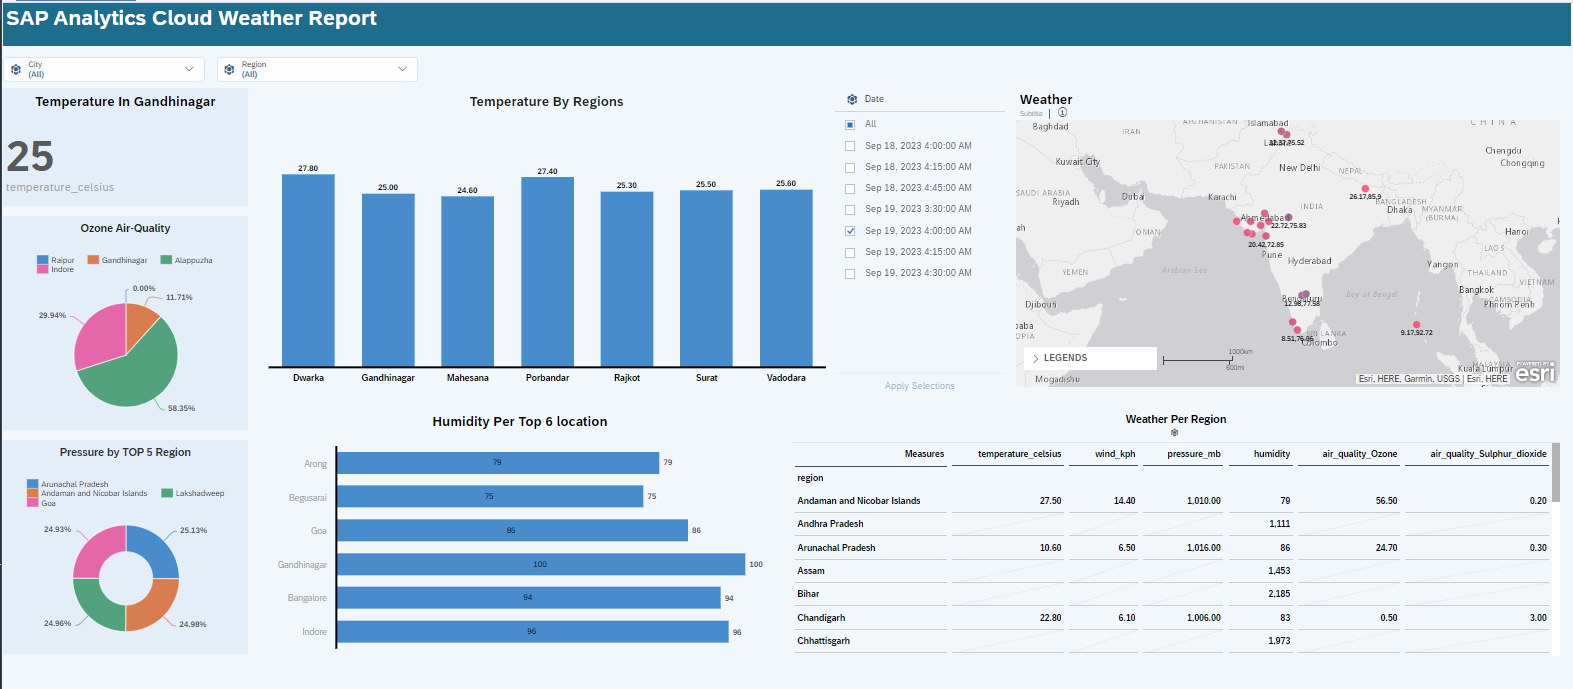 SAP Analytics Cloud Weather Report
City
(All)
Region
(All)
Temperature In Gandhinagar
25
temperature_celsius
Ozone Air-Quality
Raipur
Gandhinagar
Alappuzha
Indore
0.00%
11.71%
29.94%
58.35%
Pressure by TOP 5 Region
Arunachal Pradesh
Andaman and Nicobar Islands
Lakshadweep
Goa
24.93%
25.13%
24.96%
24.98%
Temperature By Regions
27.80
25.00
24.60
27.40
25.30
25.50
25.60
Dwarka
Gandhinagar
Mahesana
Porbandar
Rajkot
Surat
Vadodara
Date
All
Sep 18, 2023 4:00:00 AM
Sep 18, 2023 4:15:00 AM
Sep 18, 2023 4:45:00 AM
Sep 19, 2023 3:30:00 AM
Sep 19, 2023 4:00:00 AM
Sep 19, 2023 4:15:00 AM
Sep 19, 2023 4:30:00 AM
Apply Selections
Weather
Subtitle
AFGHANISTAN
Islamabad
CHINA
Baghdad
IRAN
Chengdu
Chongqing
Kuwait City
PAKISTAN
New Delhi
NEPAL
SAUDI ARABIA
Riyadh
Dubai
Karachi
26.17,85.9
BANGLADESH
Dhaka
MYANMAR
(BURMA)
INDIA
Ahmedabad
22.72,75.83
ah
OMAN
20.42,72.85
Hanoi
Pune
Hyderabad
LAOS
Yangon
YEMEN
Arabian Sea
THAILAND
VIETNAM
Bay of Bengal
Bangkok
CAMBODIA
Phnom Penh
Djibouti
Bengaluru
12.98,77.58
baba
OPIA
8.51,76.96
SRI LANKA
Colombo
9.17,92.72
LEGENDS
1000km
600mi
MALAYSIA
Kuala Lumpur
Mogadishu
Esri, HERE, Garmin, USGS | Esri, HERE
POWERED BY
esri
Humidity Per Top 6 location
Arong 79 79
Begusarai 75 75
Goa 86 86
Gandhinagar 100 100
Bangalore 94 94
Indore 96 96
Weather Per Region
Measures temperature_celsius wind_kph pressure_mb humidity air_quality_Ozone air_quality_Sulphur_dioxide
region
Andaman and Nicobar Islands 27.50 14.40 1,010.00 79 56.50 0.20
Andhra Pradesh 1,111
Arunachal Pradesh 10.60 6.50 1,016.00 86 24.70 0.30
Assam 1,453
Bihar 2,185
Chandigarh 22.80 6.10 1,006.00 83 0.50 3.00
Chhattisgarh 1,973